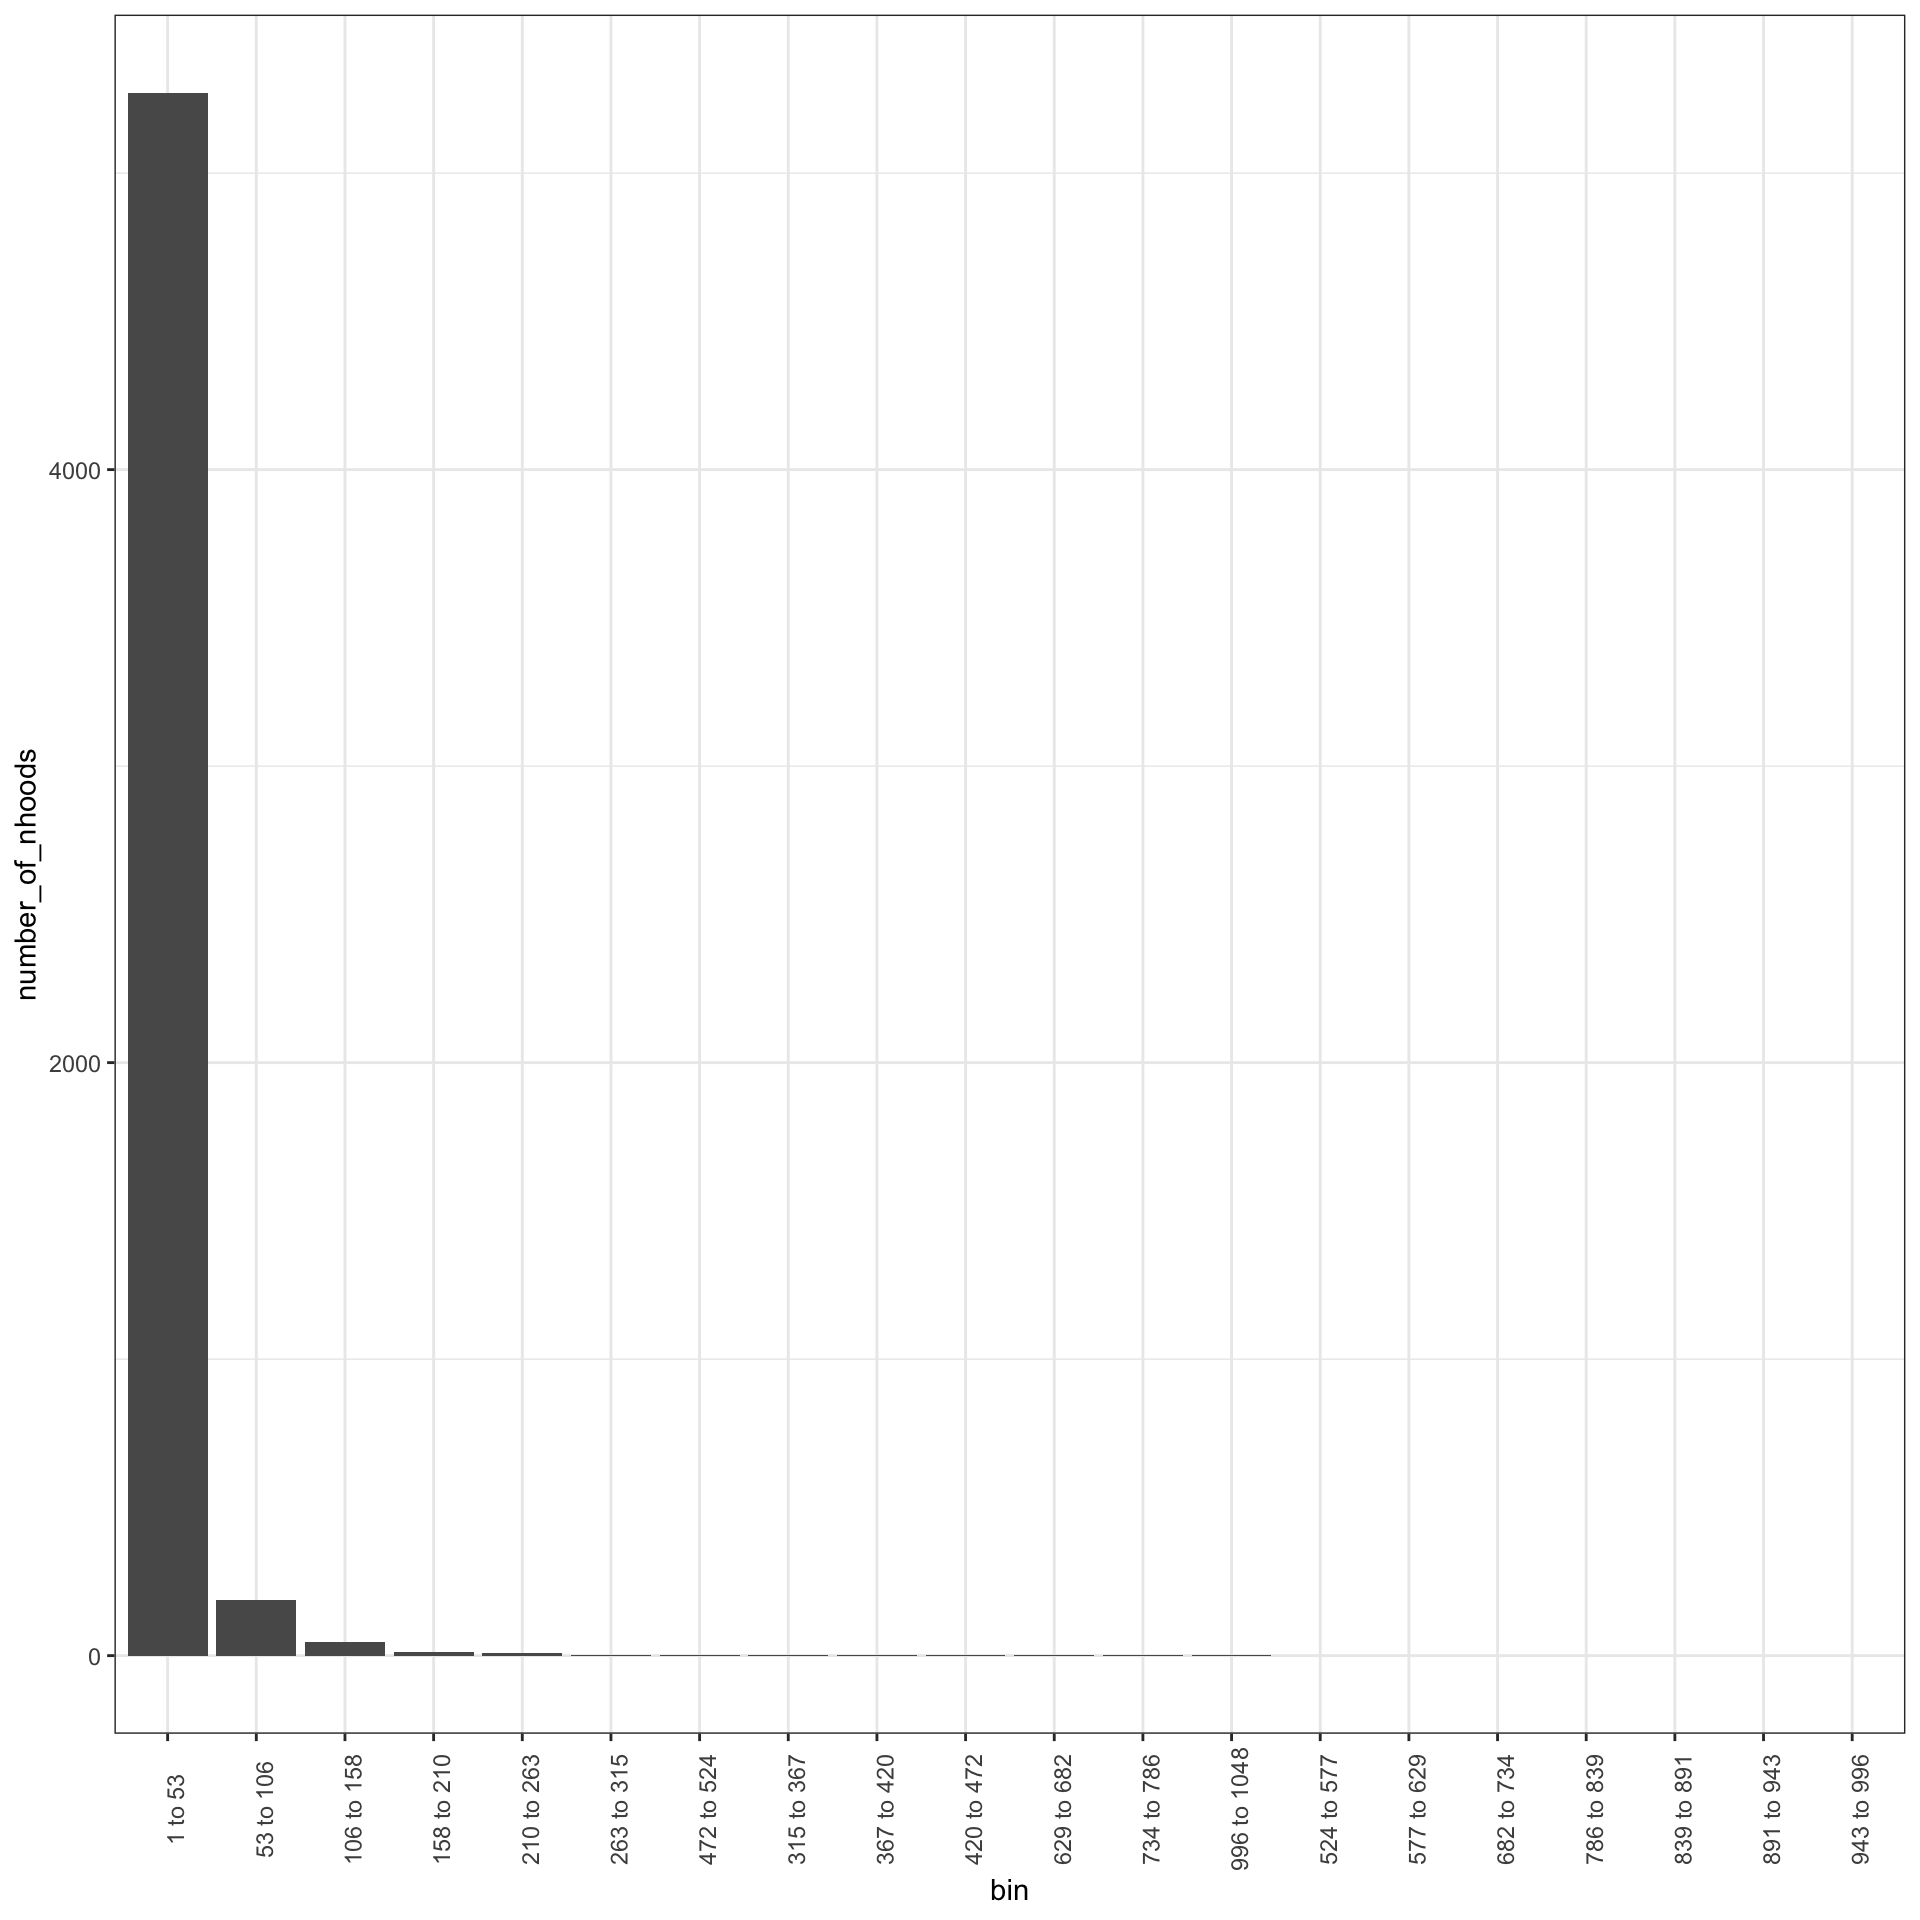 number_of_nhoods
4000
2000
0
1 to 53
53 to 106
106 to 158
158 to 210
210 to 263
263 to 315
472 to 524
315 to 367
367 to 420
420 to 472
629 to 682
734 to 786
996 to 1048
524 to 577
577 to 629
682 to 734
786 to 839
839 to 891
891 to 943
943 to 996
bin